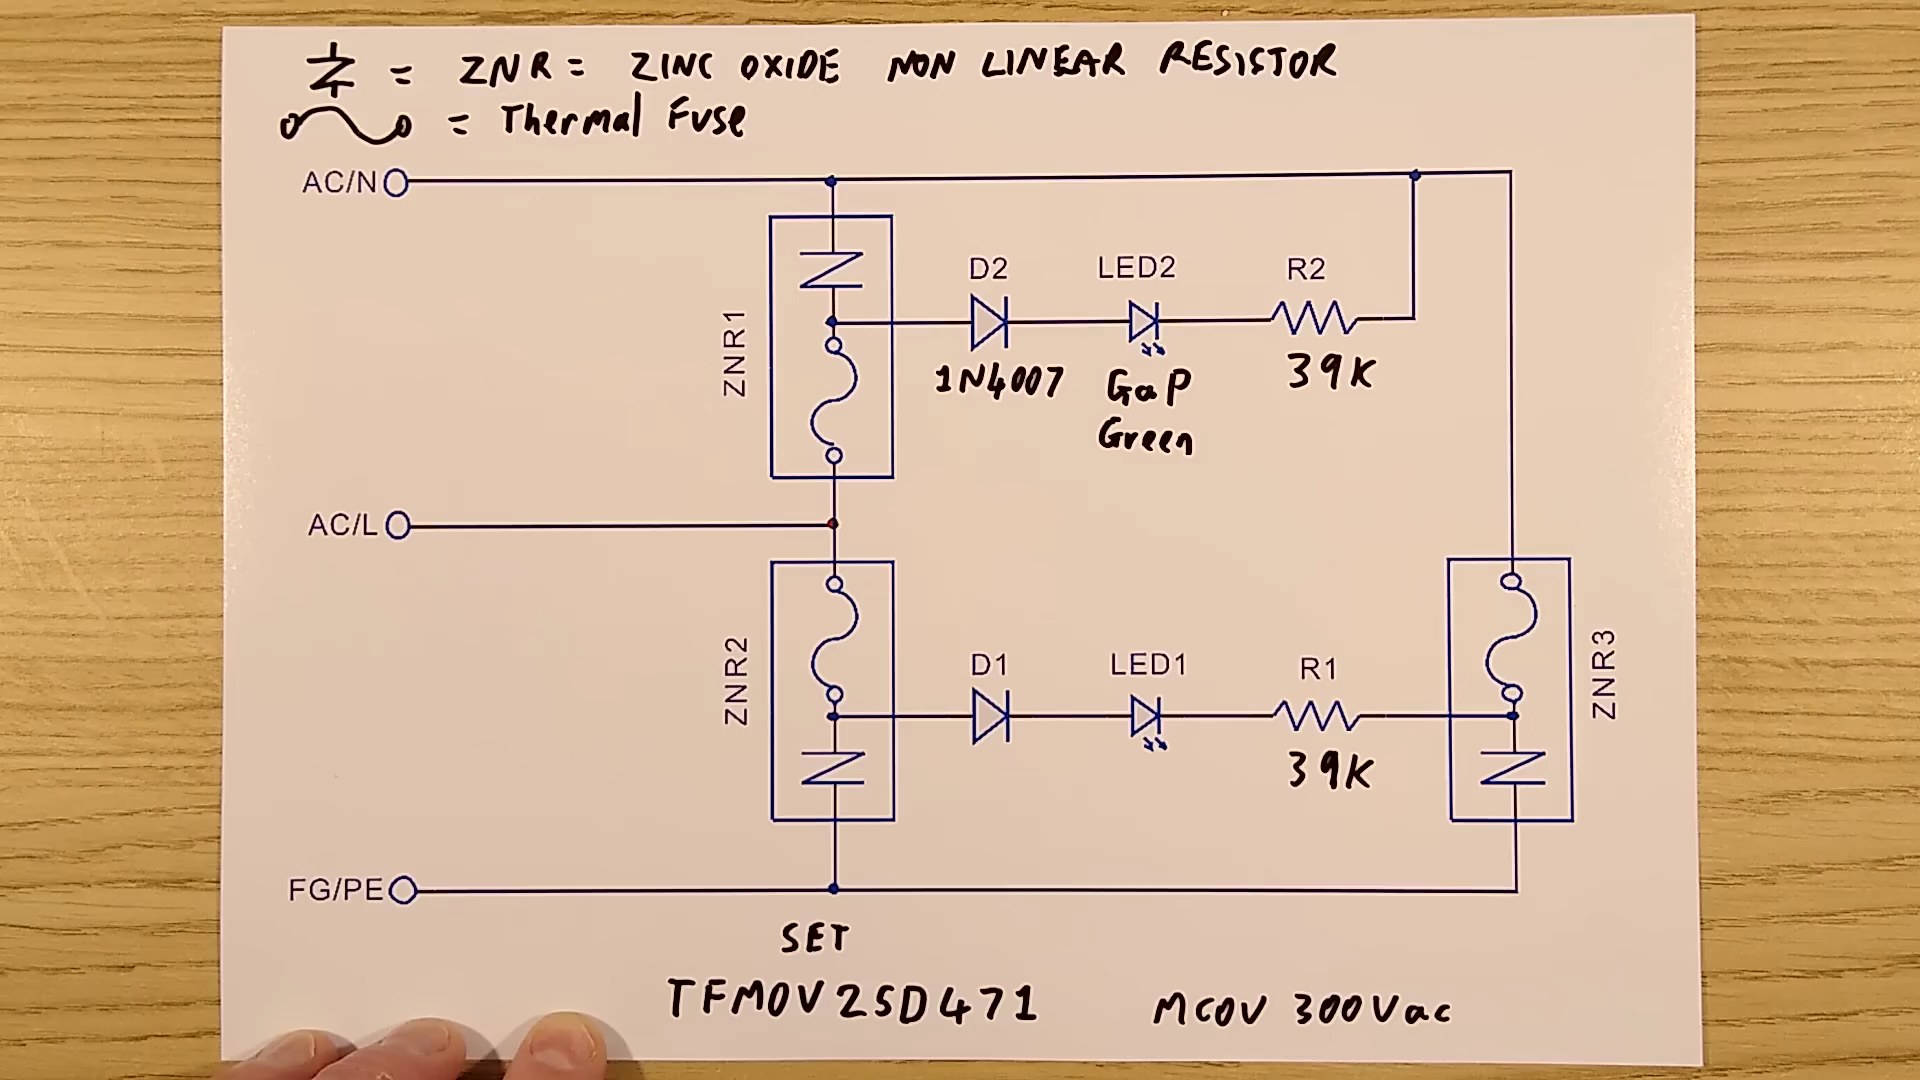 = ZNR = ZINC OXIDE NON LINEAR RESISTOR
= Thermal Fuse
AC/N
D2 LED2 R2
ZNR1
1N4007 GaP Green 39K
AC/L
ZNR2
D1 LED1 R1
ZNR3
39K
FG/PE
SET
TFMOV25D471 MCOV 300Vac